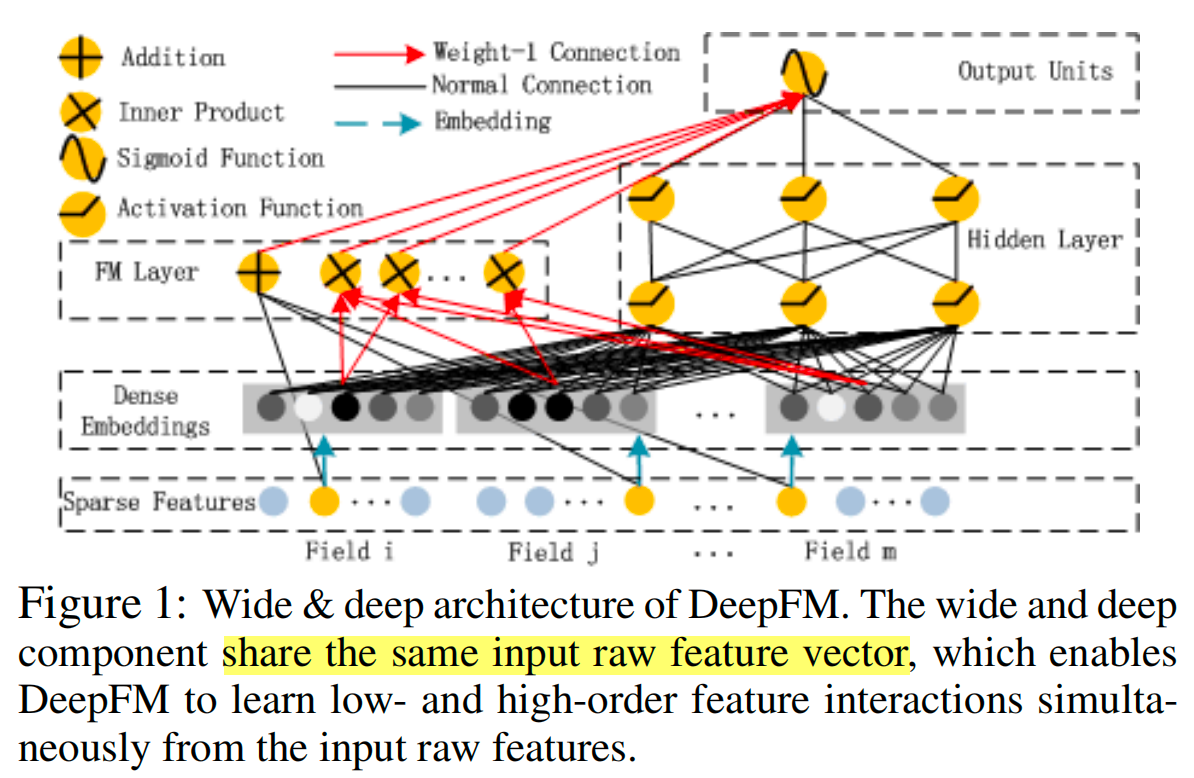 Addition
Inner Product
Sigmoid Function
Activation Function
Weight-1 Connection
Normal Connection
Embedding
Output Units
Hidden Layer
FM Layer
...
Dense
Embeddings
...
Sparse Features
...
...
...
...
Field i
Field j
...
Field m
Figure 1: Wide & deep architecture of DeepFM. The wide and deep
component share the same input raw feature vector, which enables
DeepFM to learn low- and high-order feature interactions simulta-
neously from the input raw features.